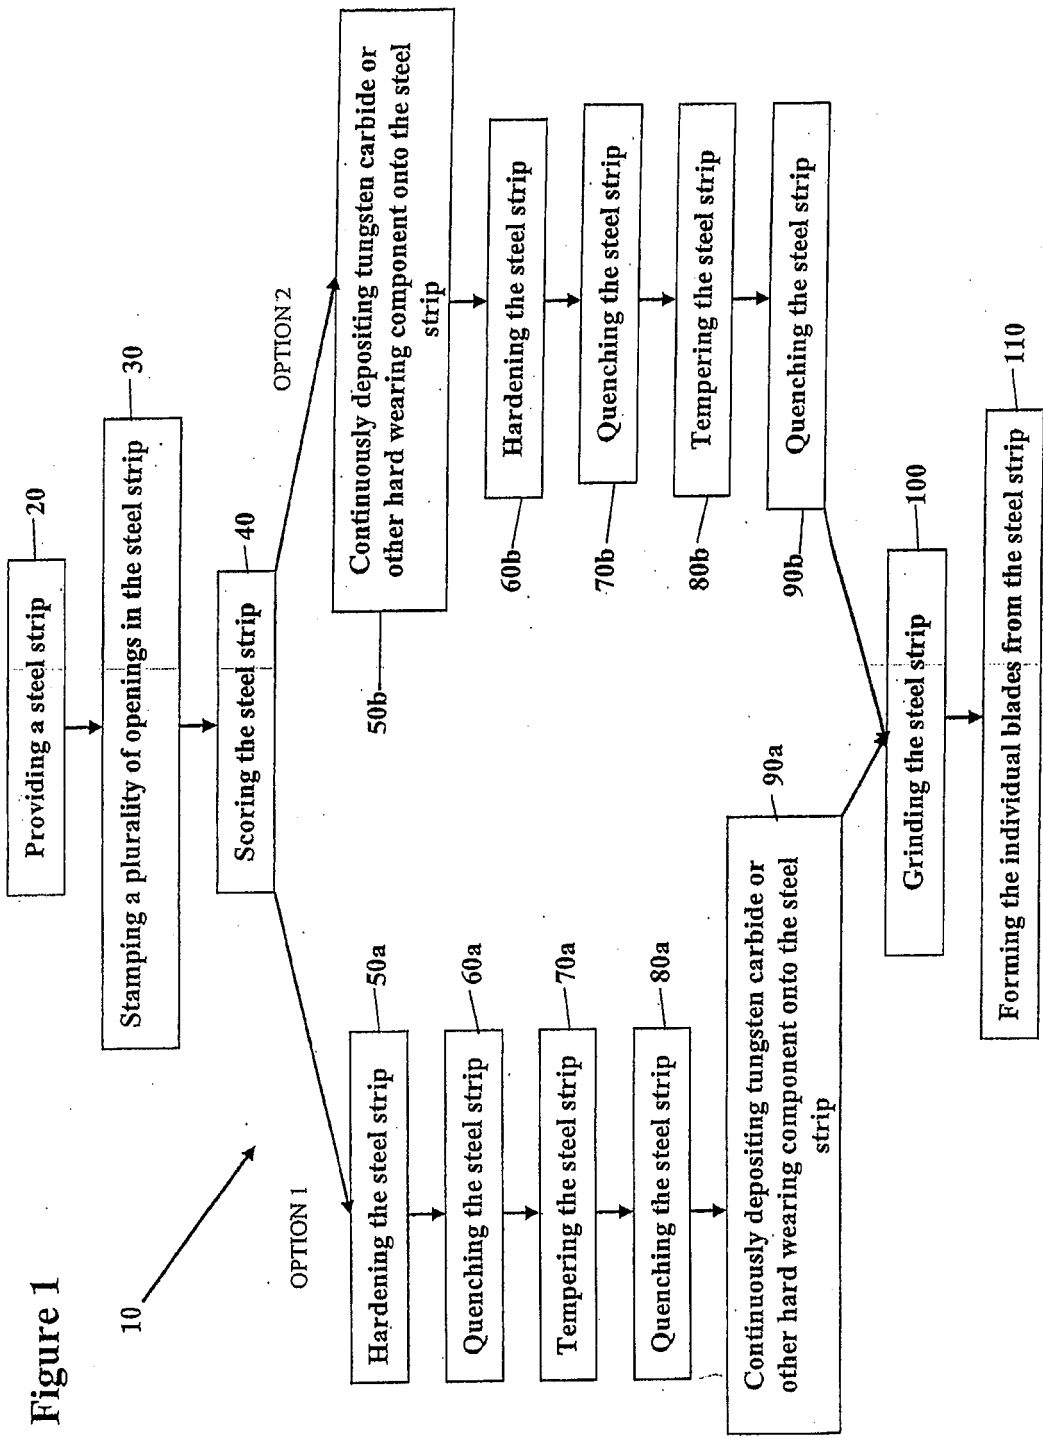 Figure 1
10
Providing a steel strip
20
Stamping a plurality of openings in the steel strip
30
Scoring the steel strip
40
OPTION 1
Hardening the steel strip
50a
Quenching the steel strip
60a
Tempering the steel strip
70a
Quenching the steel strip
80a
Continuously depositing tungsten carbide or
other hard wearing component onto the steel
strip
90a
OPTION 2
Continuously depositing tungsten carbide or
other hard wearing component onto the steel
strip
50b
Hardening the steel strip
60b
Quenching the steel strip
70b
Tempering the steel strip
80b
Quenching the steel strip
90b
Grinding the steel strip
100
Forming the individual blades from the steel strip
110